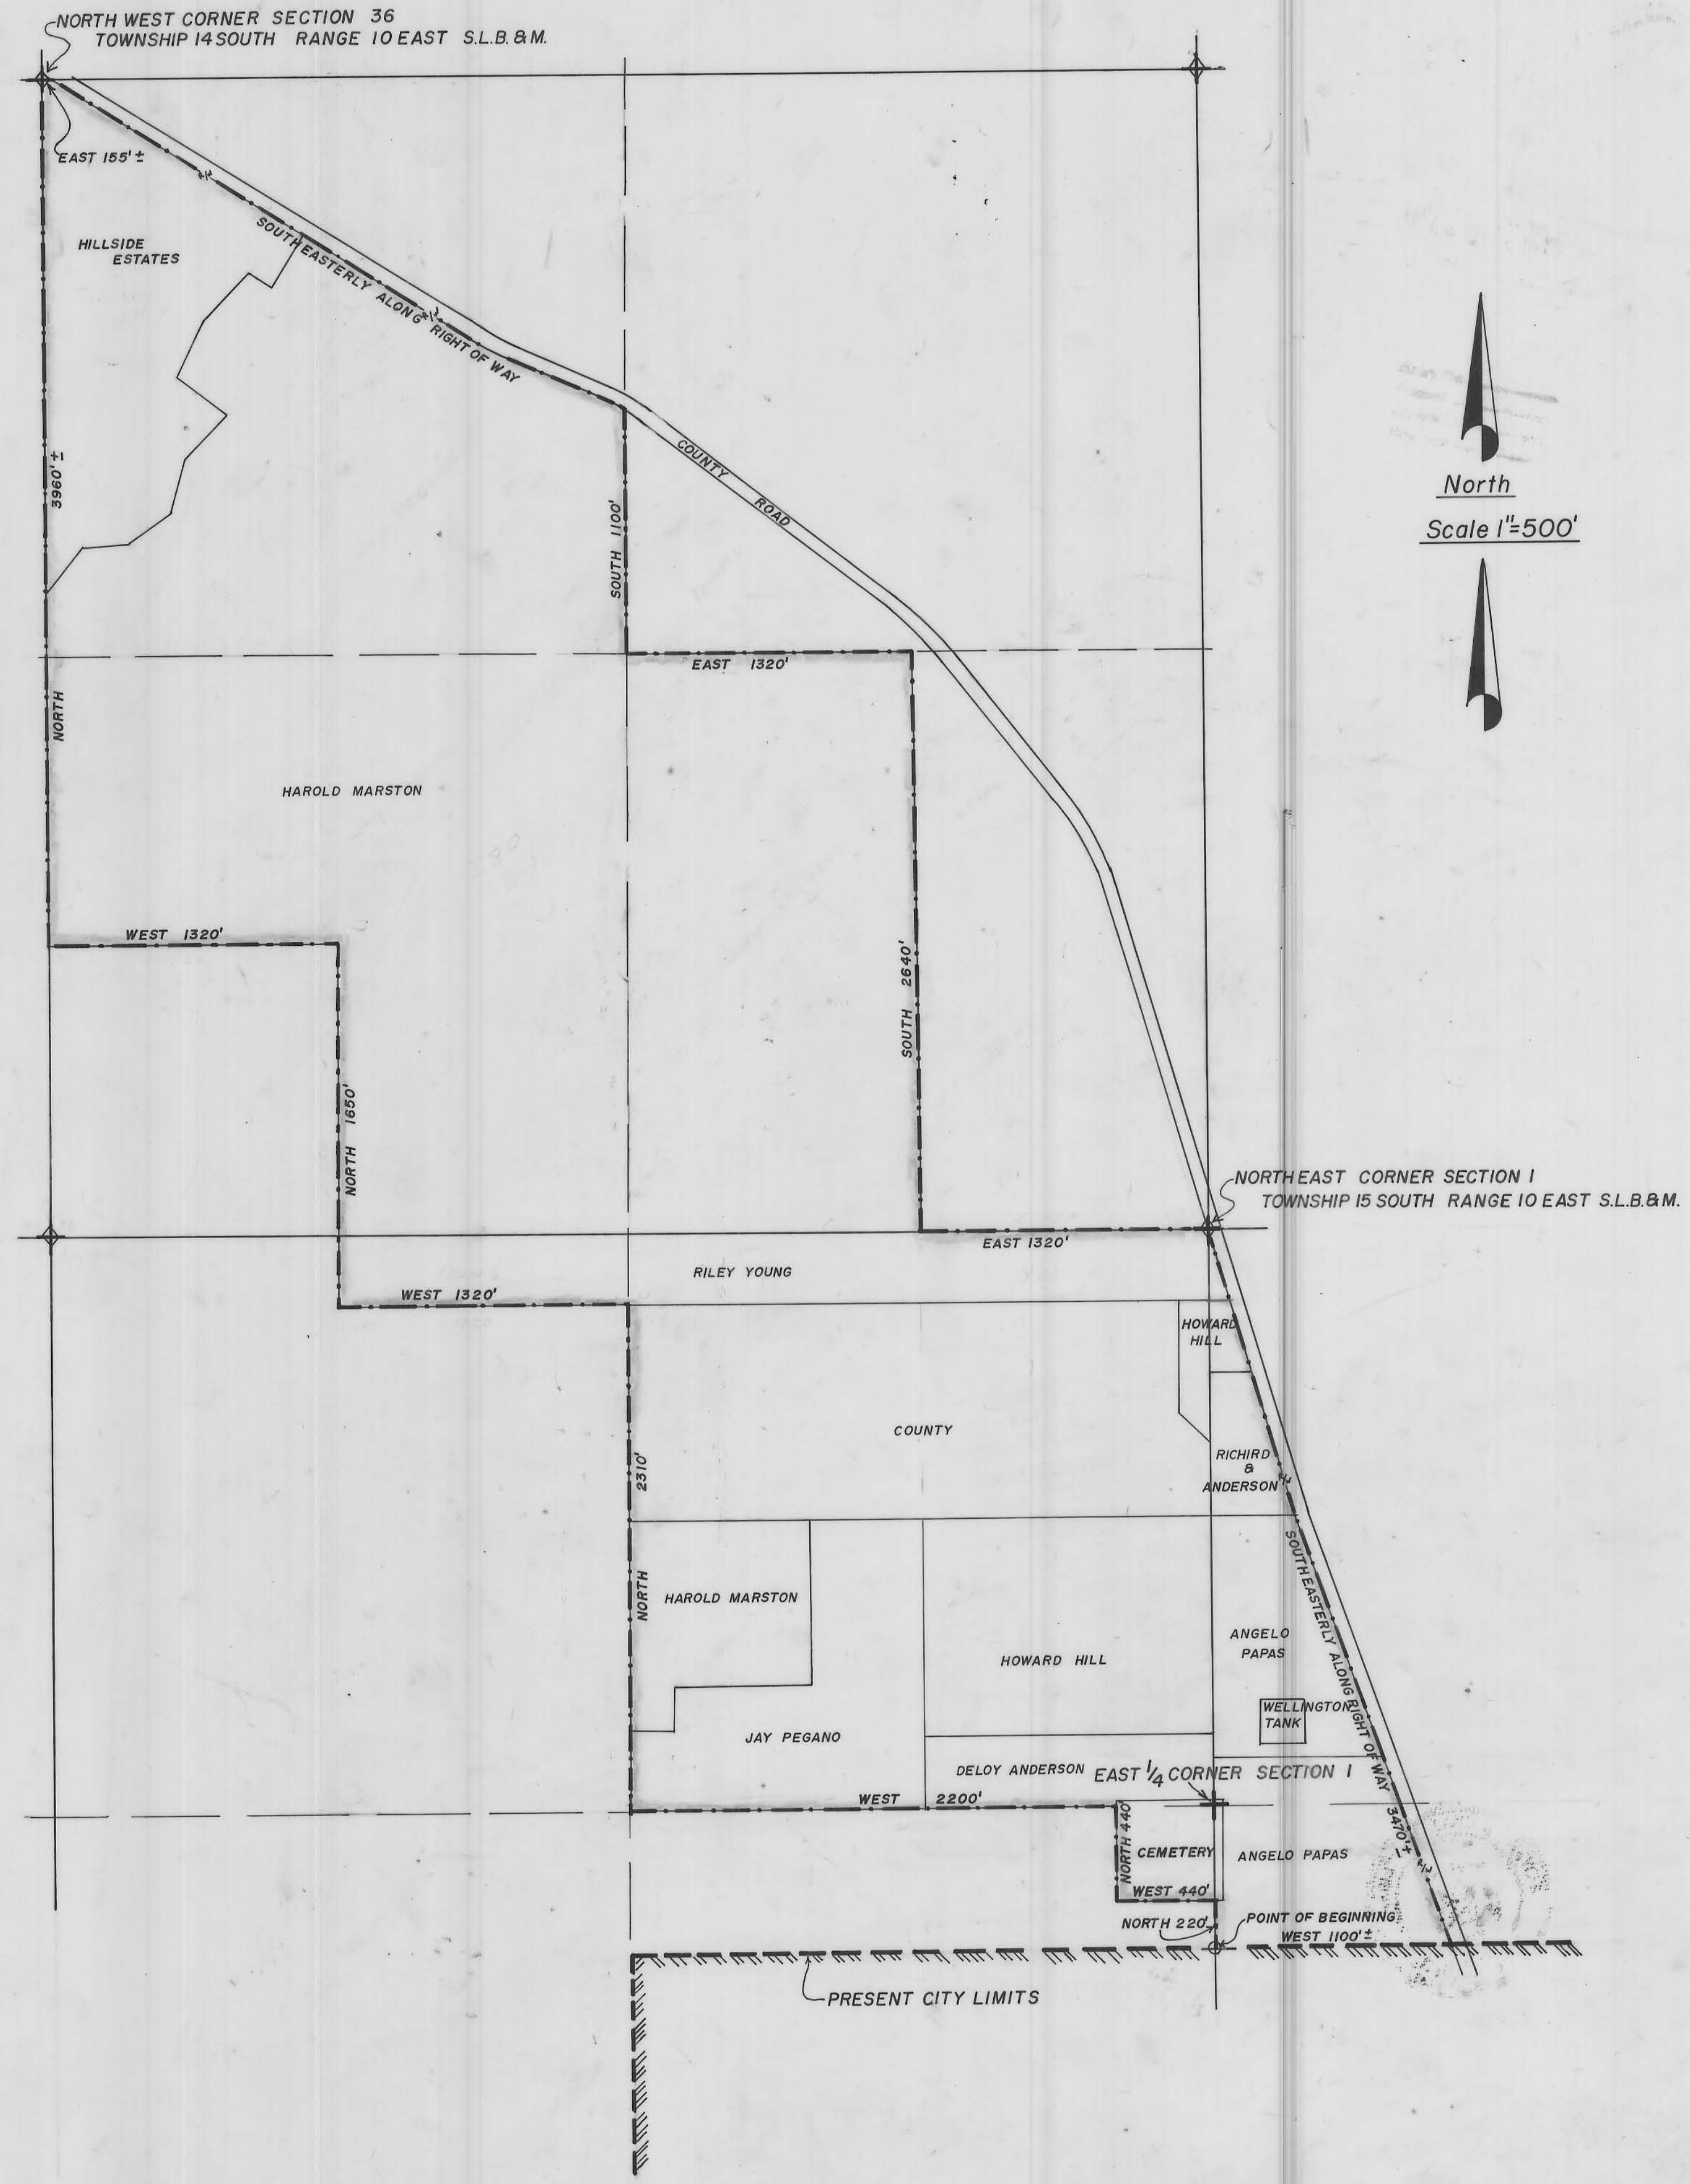 NORTH WEST CORNER SECTION 36
TOWNSHIP 14 SOUTH RANGE 10 EAST S.L.B.&M.
EAST 155'±
HILLSIDE
ESTATES
SOUTHEASTERLY ALONG RIGHT OF WAY
3960'±
NORTH
COUNTY ROAD
SOUTH 1100'
EAST 1320'
North
Scale 1"=500'
HAROLD MARSTON
WEST 1320'
SOUTH 2640'
NORTH 1650'
NORTHEAST CORNER SECTION 1
TOWNSHIP 15 SOUTH RANGE 10 EAST S.L.B.&M.
EAST 1320'
RILEY YOUNG
WEST 1320'
HOWARD
HILL
COUNTY
2310'
NORTH
RICHIRD
&
ANDERSON
SOUTHEASTERLY ALONG RIGHT OF WAY 3470'±
HAROLD MARSTON
HOWARD HILL
ANGELO
PAPAS
WELLINGTON
TANK
JAY PEGANO
DELOY ANDERSON
EAST 1/4 CORNER SECTION 1
WEST 2200'
NORTH 440'
CEMETERY
ANGELO PAPAS
WEST 440'
NORTH 220'
POINT OF BEGINNING
WEST 1100'±
PRESENT CITY LIMITS